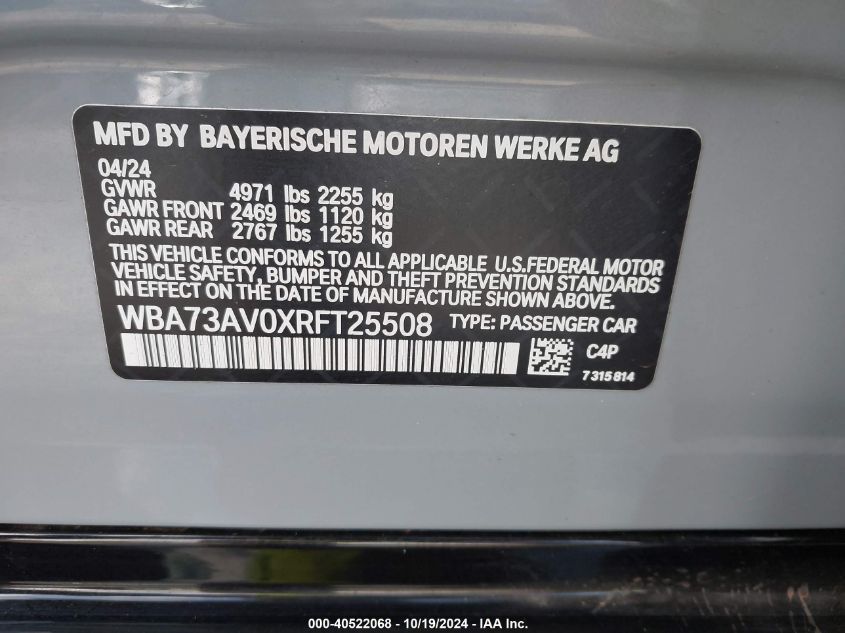 MFD BY BAYERISCHE MOTOREN WERKE AG
04/24
GVWR 4971 lbs 2255 kg
GAWR FRONT 2469 lbs 1120 kg
GAWR REAR 2767 lbs 1255 kg
THIS VEHICLE CONFORMS TO ALL APPLICABLE U.S.FEDERAL MOTOR
VEHICLE SAFETY, BUMPER AND THEFT PREVENTION STANDARDS
IN EFFECT ON THE DATE OF MANUFACTURE SHOWN ABOVE.
WBA73AV0XRFT25508 TYPE: PASSENGER CAR
C4P
7315814
000-40522068 - 10/19/2024 - IAA Inc.